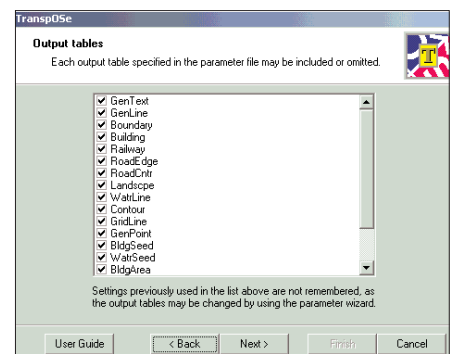 TranspOSe
Output tables
Each output table specified in the parameter file may be included or omitted.
T
GenText
GenLine
Boundary
Building
Railway
RoadEdge
RoadCntr
Landscpe
WatrLine
Contour
GridLine
GenPoint
BldgSeed
WatrSeed
BldgArea
Settings previously used in the list above are not remembered, as
the output tables may be changed by using the parameter wizard.
User Guide
< Back
Next >
Finish
Cancel